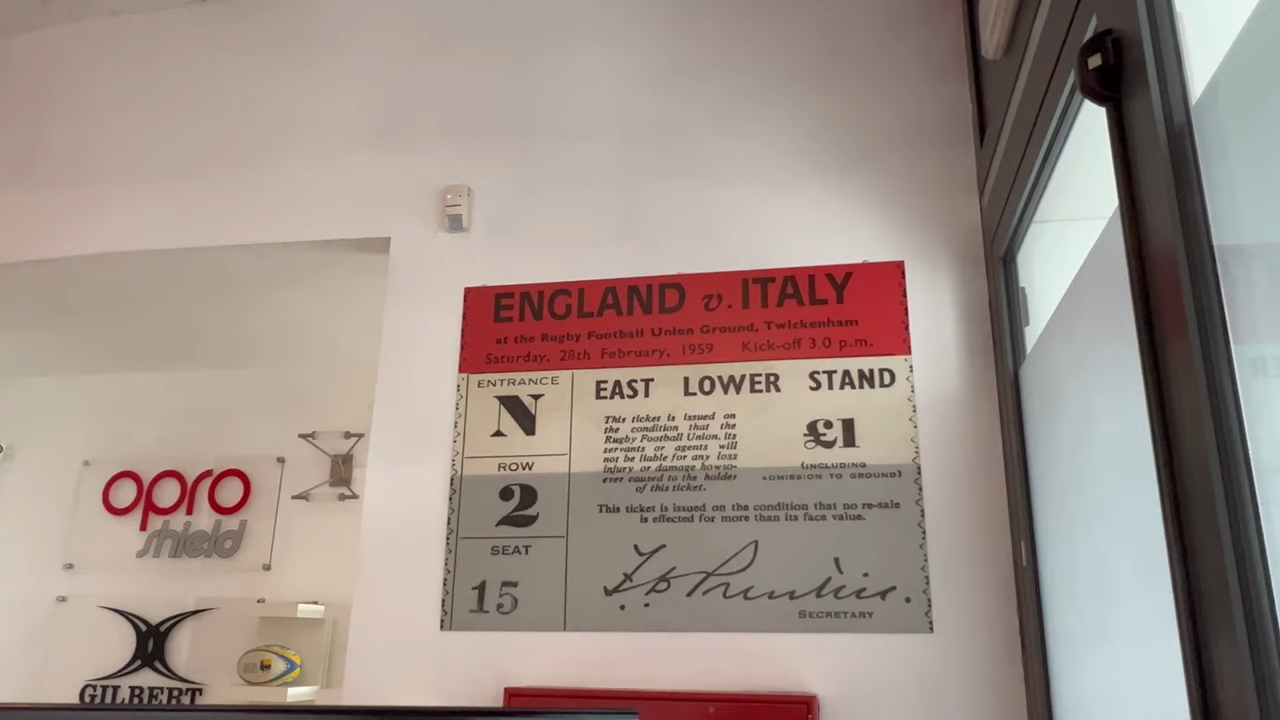 ENGLAND v. ITALY
at the Rugby Football Union Ground, Twickenham
Saturday, 28th February, 1959 Kick-off 3.0 p.m.
ENTRANCE
N
ROW
2
SEAT
15
EAST LOWER STAND
This ticket is issued on
the condition that the
Rugby Football Union, its
servants or agents will
not be liable for any loss
injury or damage howso-
ever caused to the holder
of this ticket.
£1
(INCLUDING
ADMISSION TO GROUND)
This ticket is issued on the condition that no re-sale
is effected for more than its face value.
SECRETARY
opro
shield
GILBERT